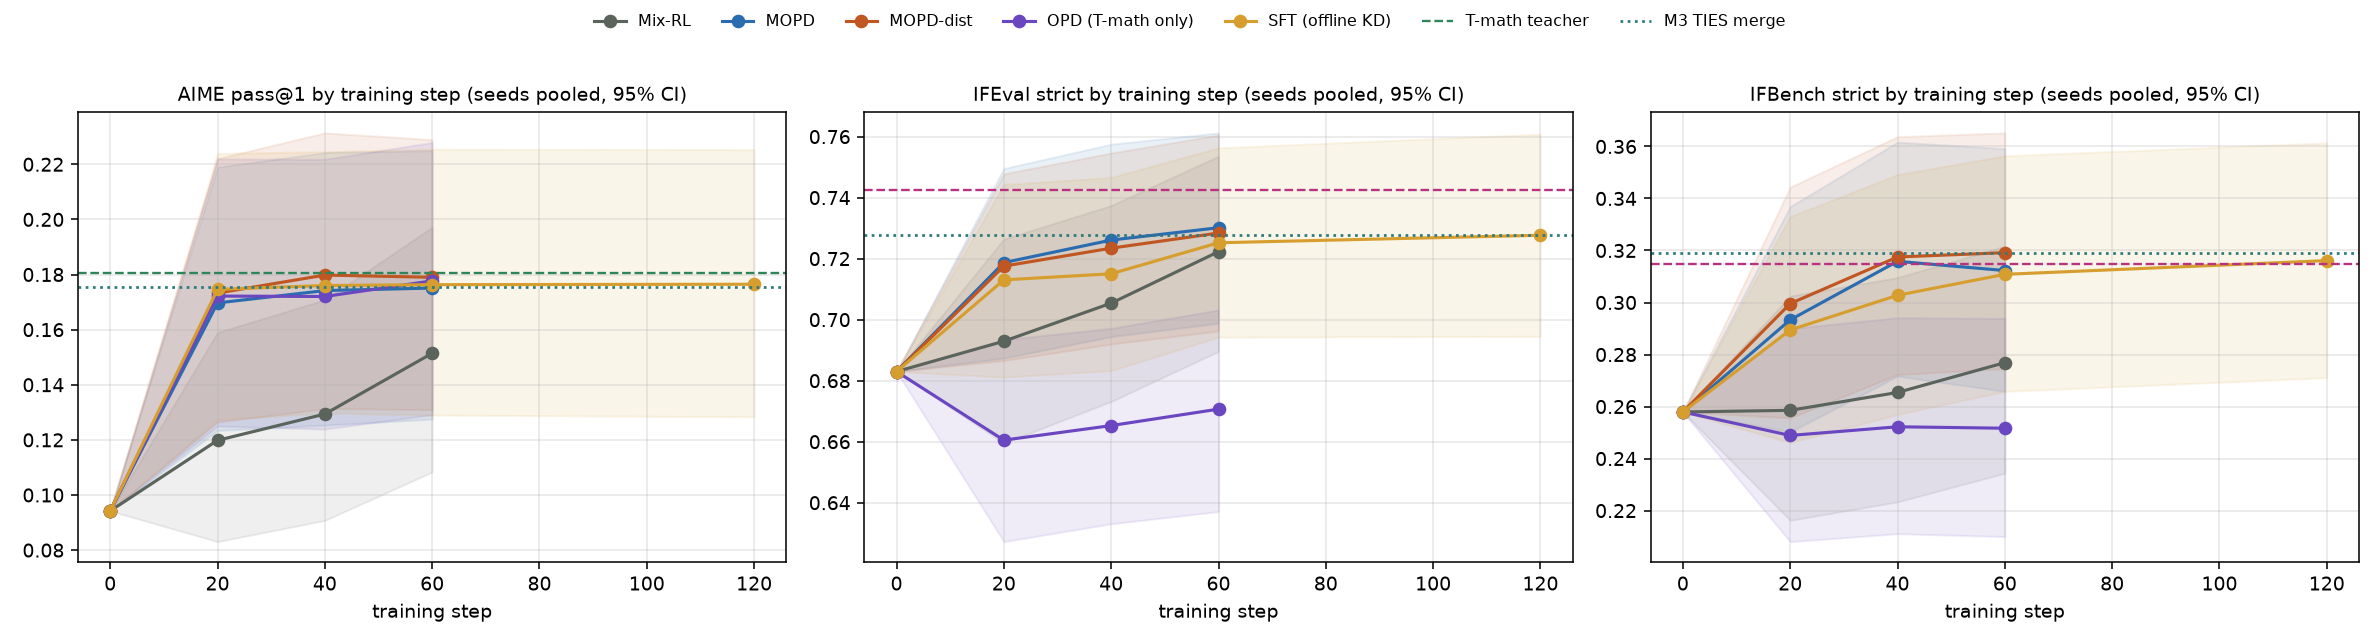 Mix-RL MOPD MOPD-dist OPD (T-math only) SFT (offline KD) T-math teacher M3 TIES merge
AIME pass@1 by training step (seeds pooled, 95% CI)
0.22
0.20
0.18
0.16
0.14
0.12
0.10
0.08
0 20 40 60 80 100 120
training step
IFEval strict by training step (seeds pooled, 95% CI)
0.76
0.74
0.72
0.70
0.68
0.66
0.64
0 20 40 60 80 100 120
training step
IFBench strict by training step (seeds pooled, 95% CI)
0.36
0.34
0.32
0.30
0.28
0.26
0.24
0.22
0 20 40 60 80 100 120
training step